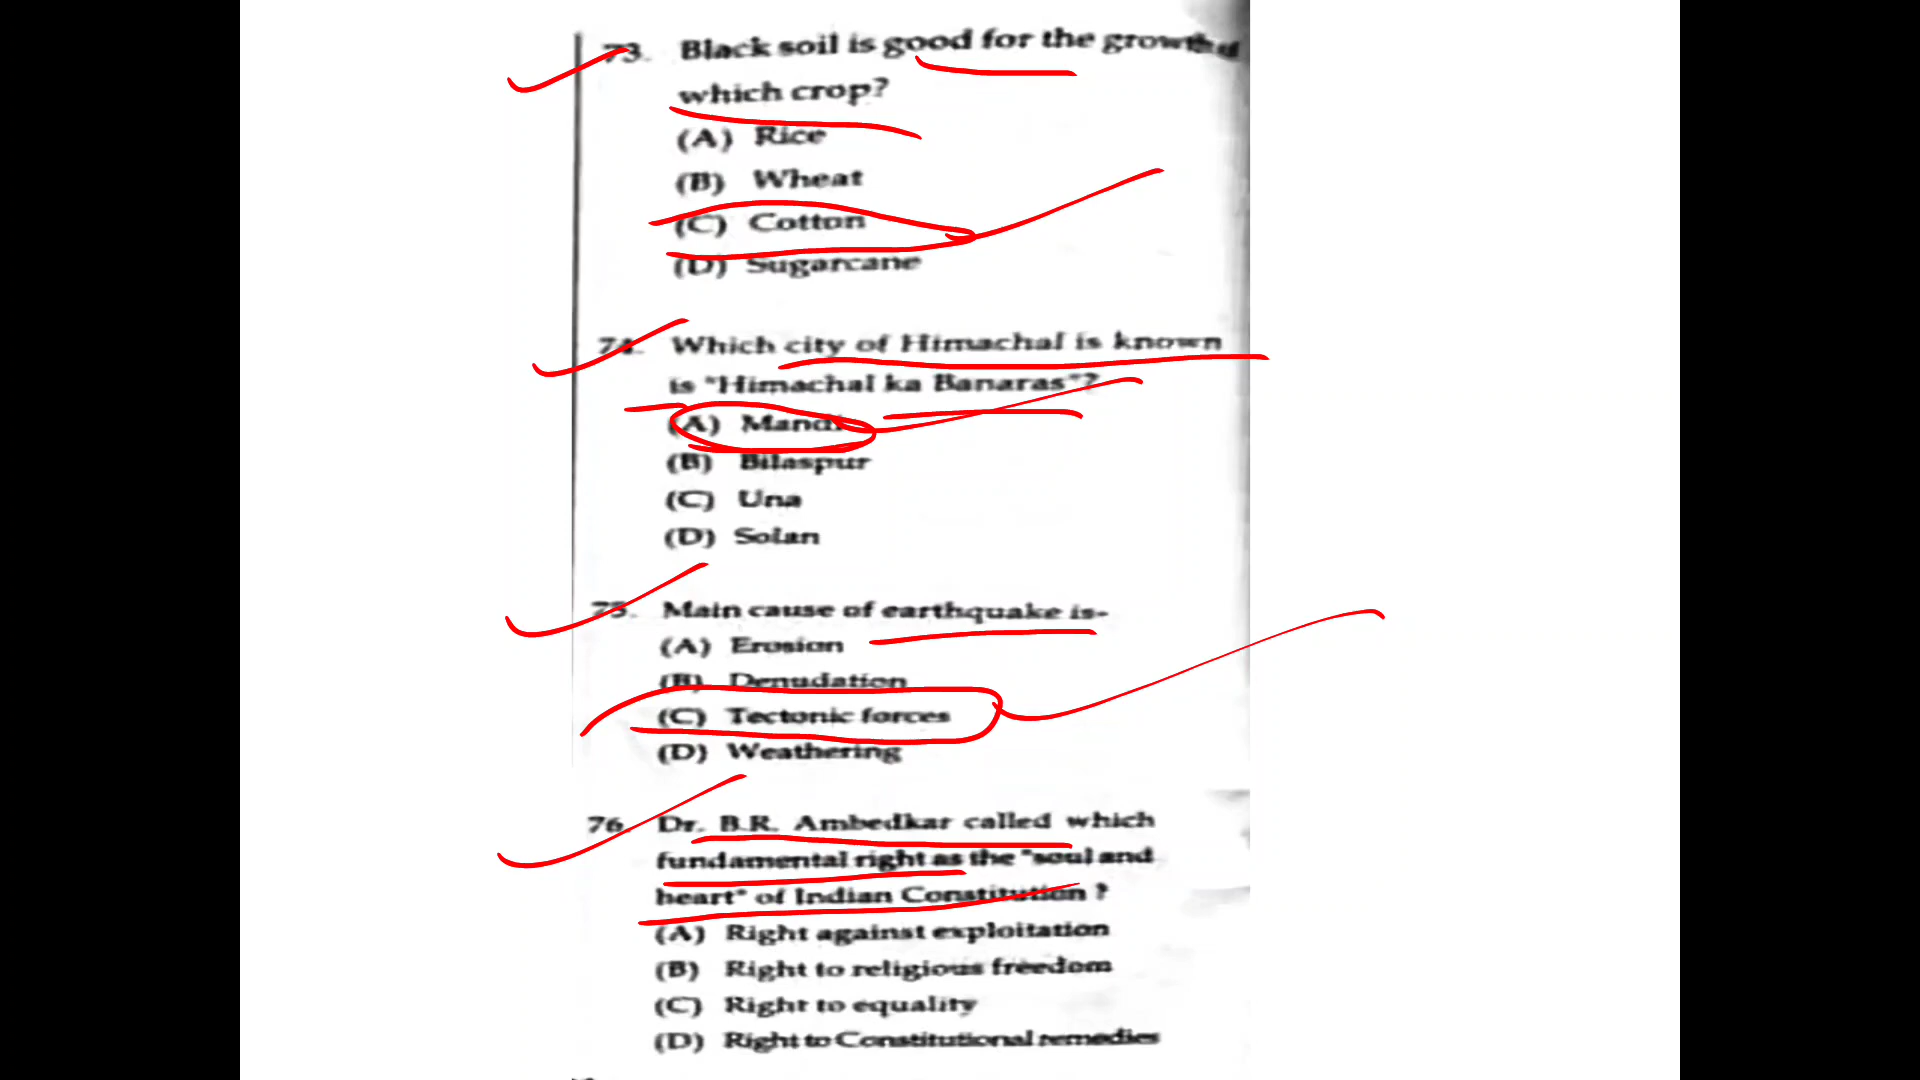 73. Black soil is good for the growth of
which crop?
(A) Rice
(B) Wheat
(C) Cotton
(D) Sugarcane
74. Which city of Himachal is known
is "Himachal ka Banaras"?
(A) Mandi
(B) Bilaspur
(C) Una
(D) Solan
75. Main cause of earthquake is-
(A) Erosion
(B) Denudation
(C) Tectonic forces
(D) Weathering
76. Dr. B.R. Ambedkar called which
fundamental right as the "soul and
heart" of Indian Constitution ?
(A) Right against exploitation
(B) Right to religious freedom
(C) Right to equality
(D) Right to Constitutional remedies